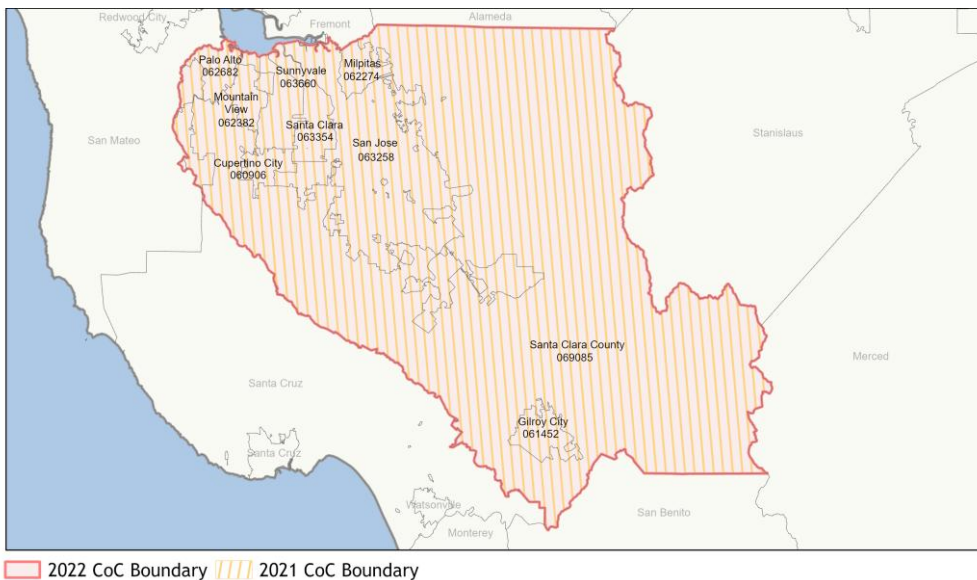 Redwood City
Fremont
Alameda
Palo Alto
062682
Sunnyvale
063660
Milpitas
062274
Mountain
View
062382
Santa Clara
063354
San Jose
063258
San Mateo
Stanislaus
Cupertino City
060906
Santa Clara County
069085
Merced
Santa Cruz
Gilroy City
061452
Santa Cruz
Watsonville
Monterey
San Benito
2022 CoC Boundary
2021 CoC Boundary